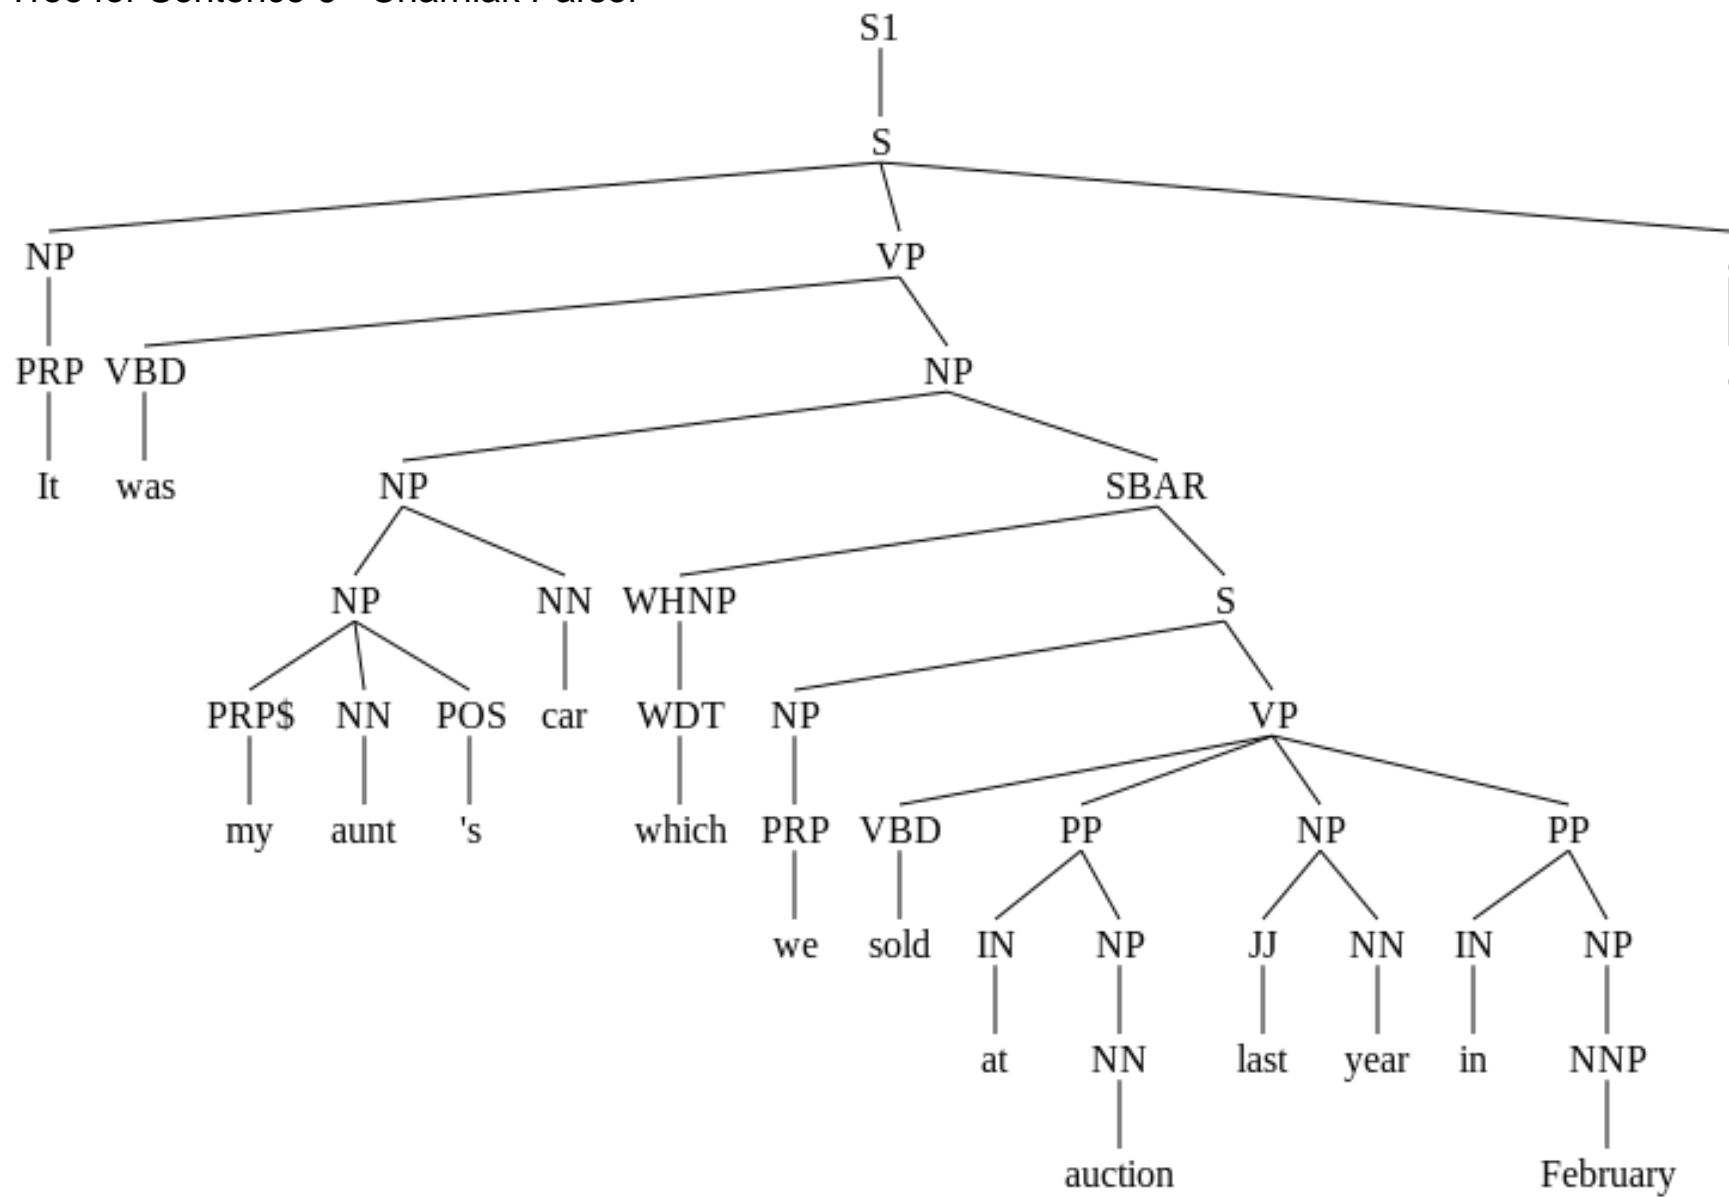 S1
S
NP VP
PRP VBD NP
It was NP SBAR
NP NN WHNP S
PRP$ NN POS car WDT NP VP
my aunt 's which PRP VBD PP NP PP
we sold IN NP JJ NN IN NP
at NN last year in NNP
auction February